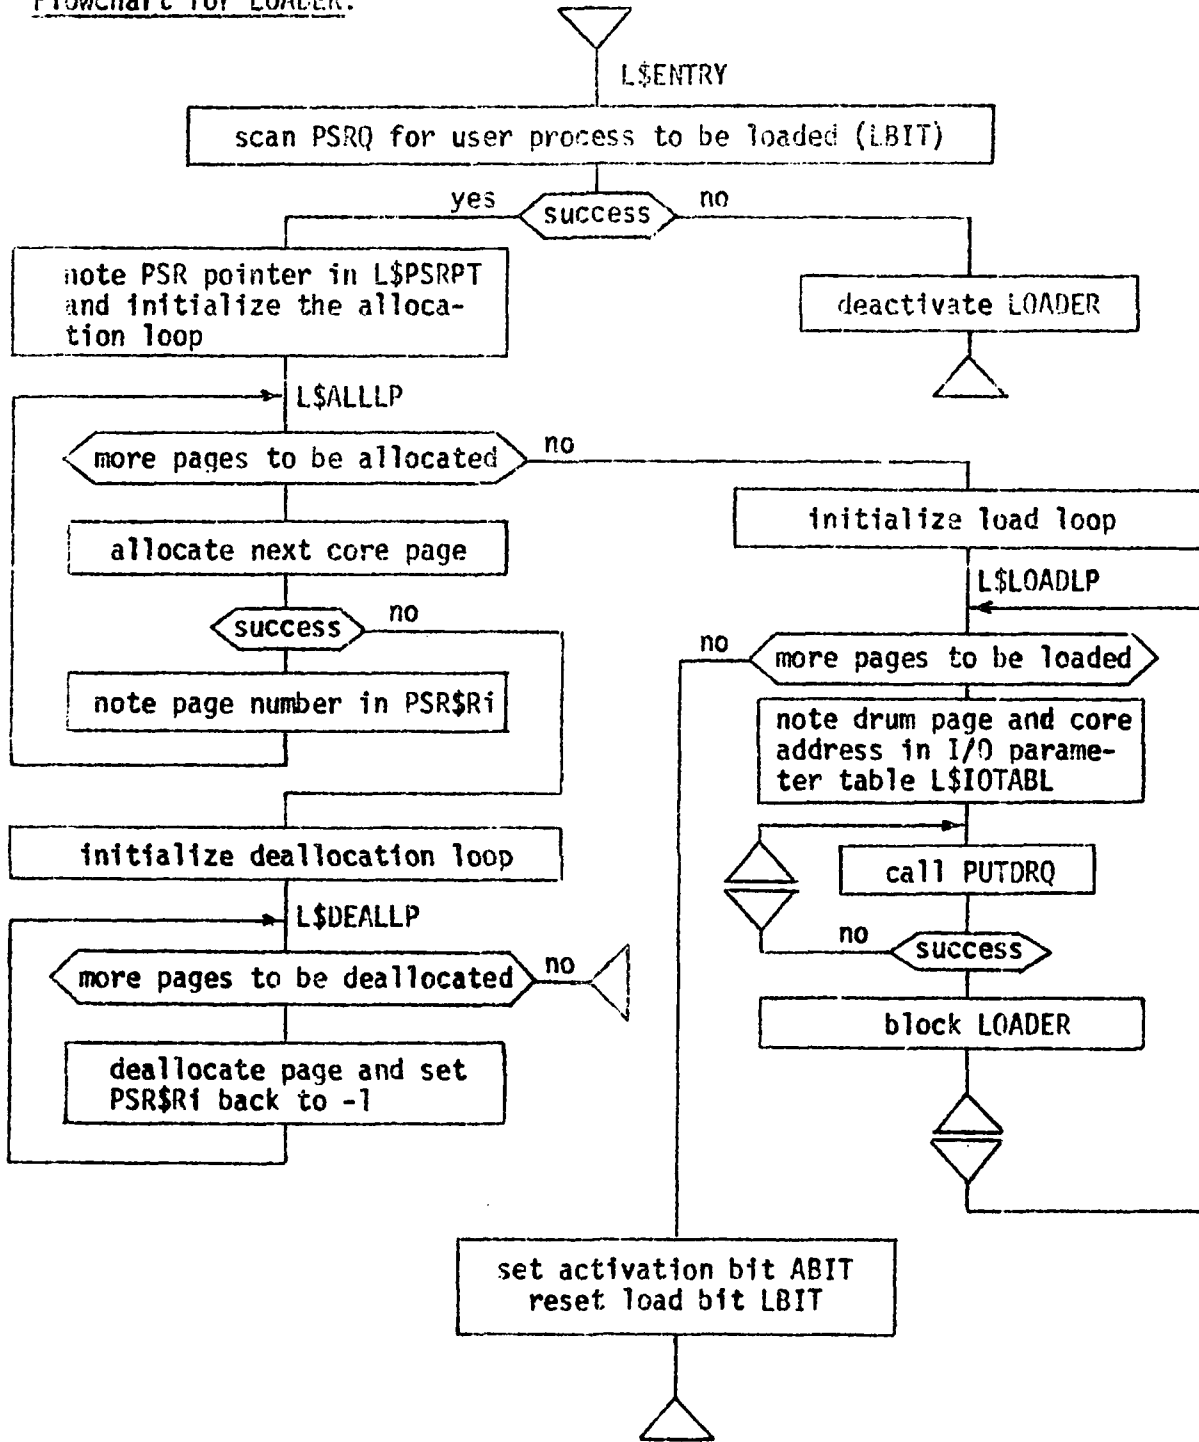 Flowchart for LOADER.
L$ENTRY
scan PSRQ for user process to be loaded (LBIT)
yes
success
no
note PSR pointer in L$PSRPT
and initialize the alloca-
tion loop
deactivate LOADER
L$ALLLP
more pages to be allocated
no
initialize load loop
allocate next core page
L$LOADLP
success
no
no
more pages to be loaded
note page number in PSR$Ri
note drum page and core
address in I/O parame-
ter table L$IOTABL
initialize deallocation loop
call PUTDRQ
L$DEALLP
no
success
more pages to be deallocated
no
block LOADER
deallocate page and set
PSR$Ri back to -1
set activation bit ABIT
reset load bit LBIT